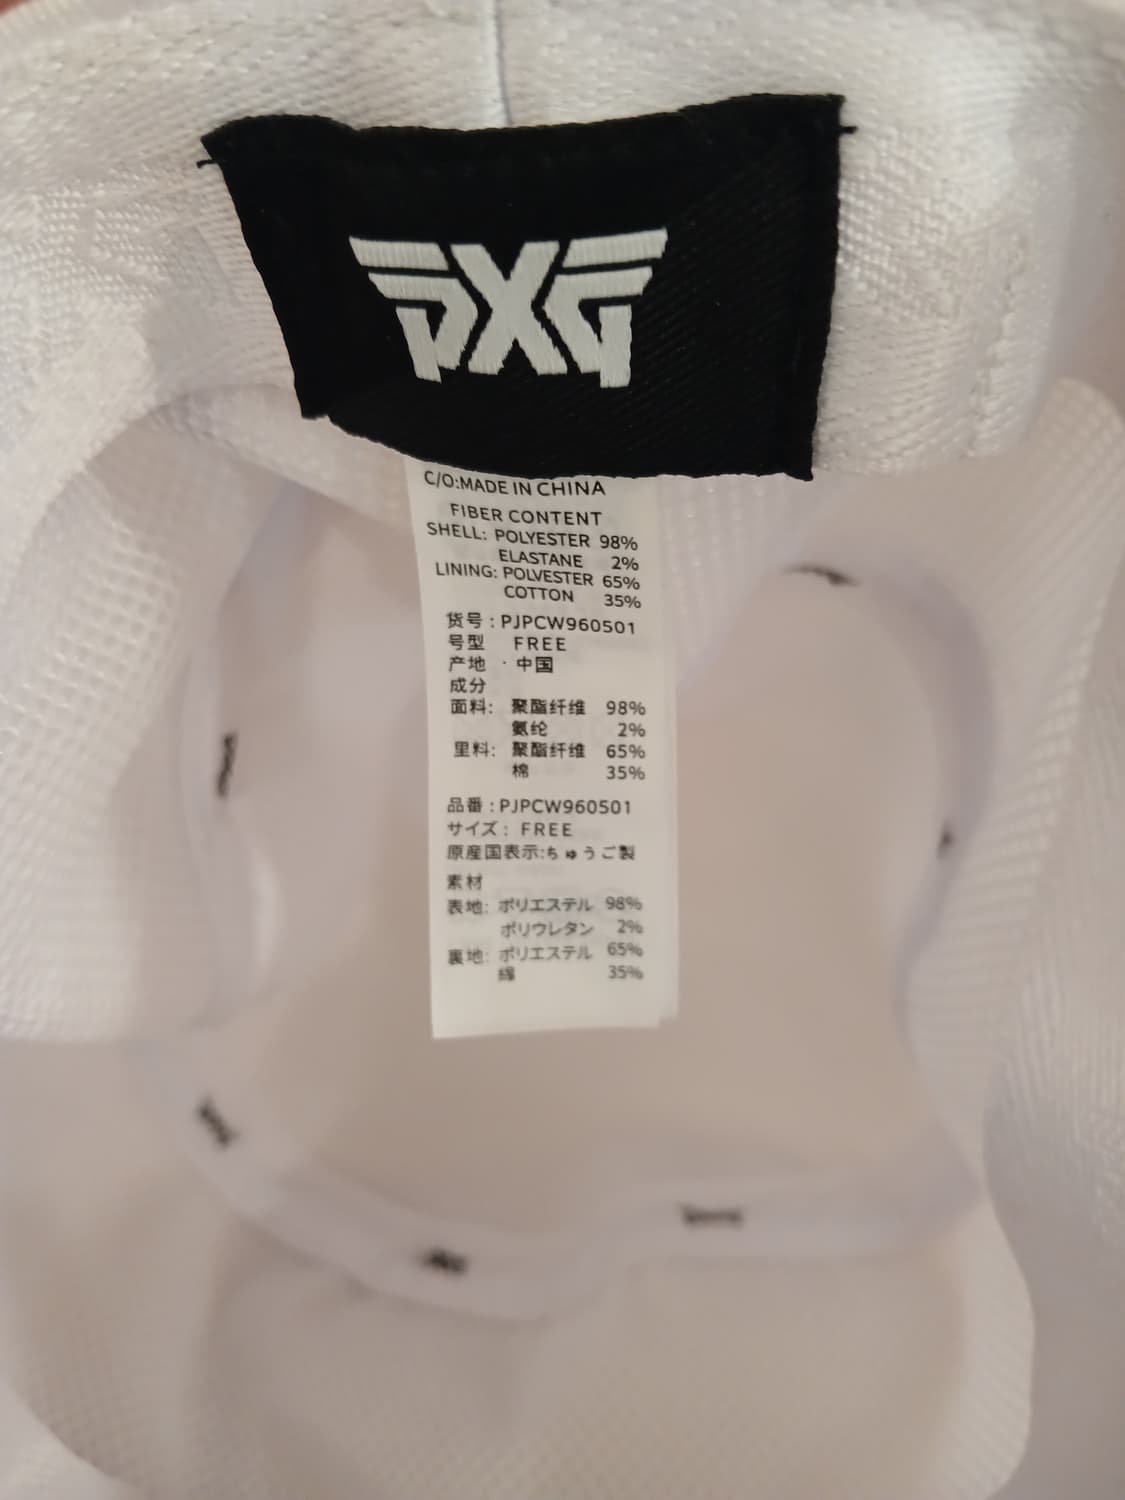 PXG
C/O:MADE IN CHINA
FIBER CONTENT
SHELL: POLYESTER 98%
ELASTANE 2%
LINING: POLYESTER 65%
COTTON 35%
货号：PJPCW960501
号型 FREE
产地 · 中国
成分
面料: 聚酯纤维 98%
氨纶 2%
里料: 聚酯纤维 65%
棉 35%
品番：PJPCW960501
サイズ： FREE
原産国表示:ちゅうご製
素材
表地: ポリエステル 98%
ポリウレタン 2%
裏地: ポリエステル 65%
綿 35%